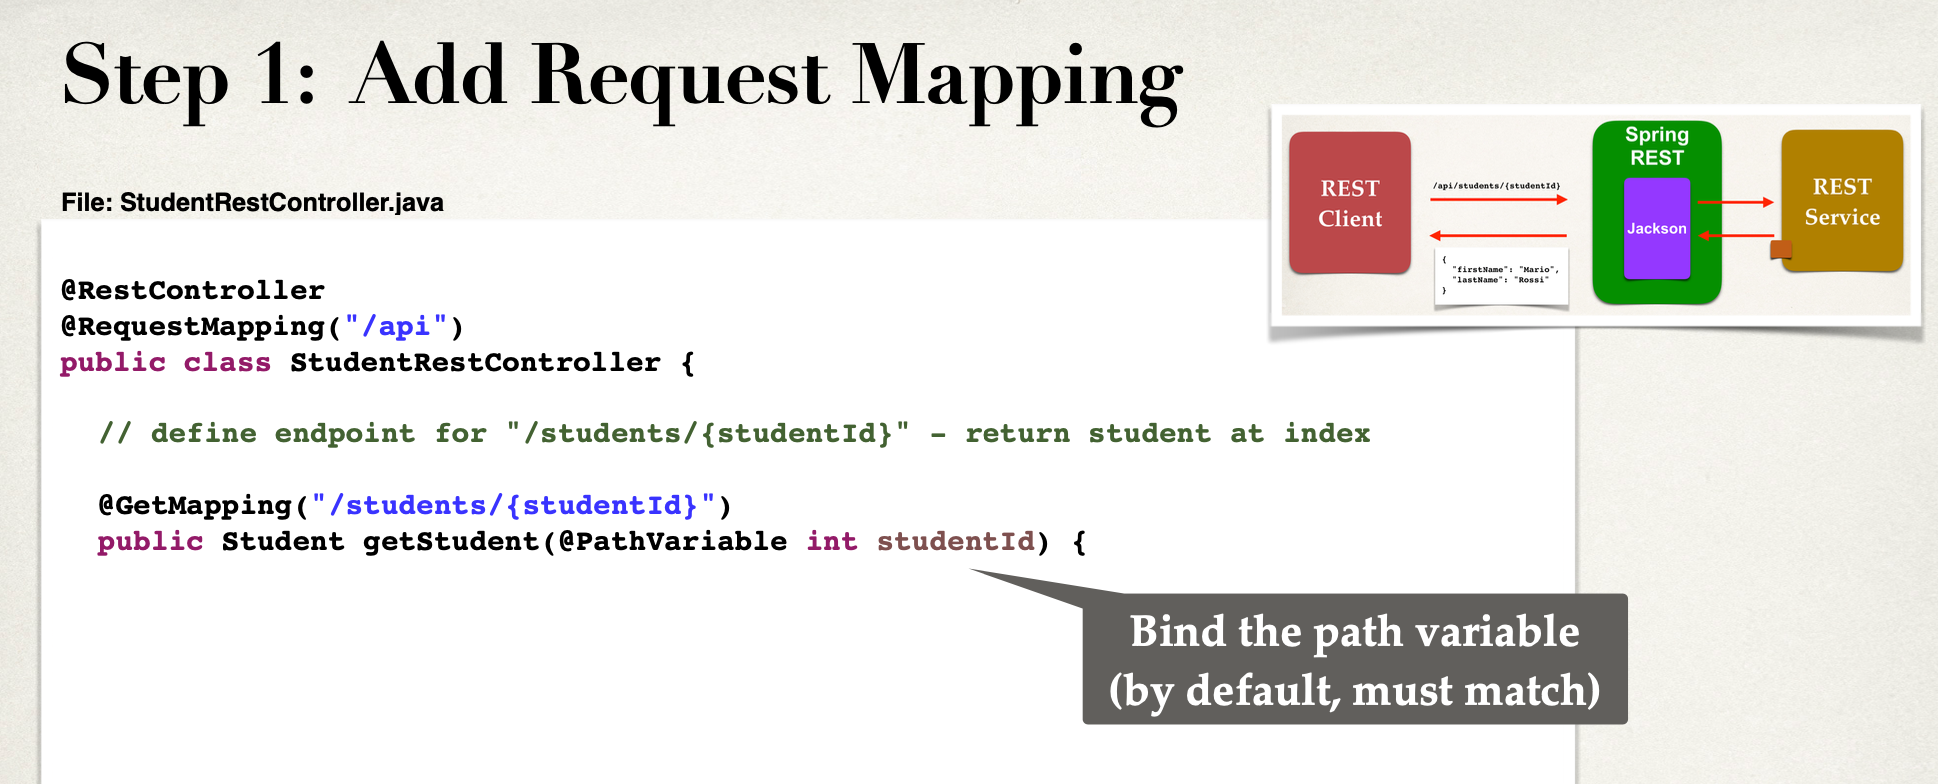 Step 1: Add Request Mapping
File: StudentRestController.java
@RestController
@RequestMapping("/api")
public class StudentRestController {
// define endpoint for "/students/{studentId}" - return student at index
@GetMapping("/students/{studentId}")
public Student getStudent(@PathVariable int studentId) {
Bind the path variable
(by default, must match)
REST
Client
/api/students/{studentId}
{
"firstName": "Mario",
"lastName": "Rossi"
}
Spring
REST
Jackson
REST
Service